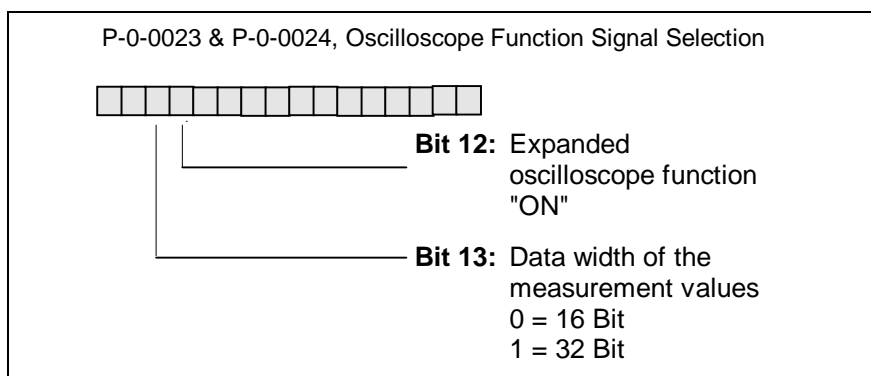 P-0-0023 & P-0-0024, Oscilloscope Function Signal Selection
Bit 12: Expanded
oscilloscope function
"ON"
Bit 13: Data width of the
measurement values
0 = 16 Bit
1 = 32 Bit